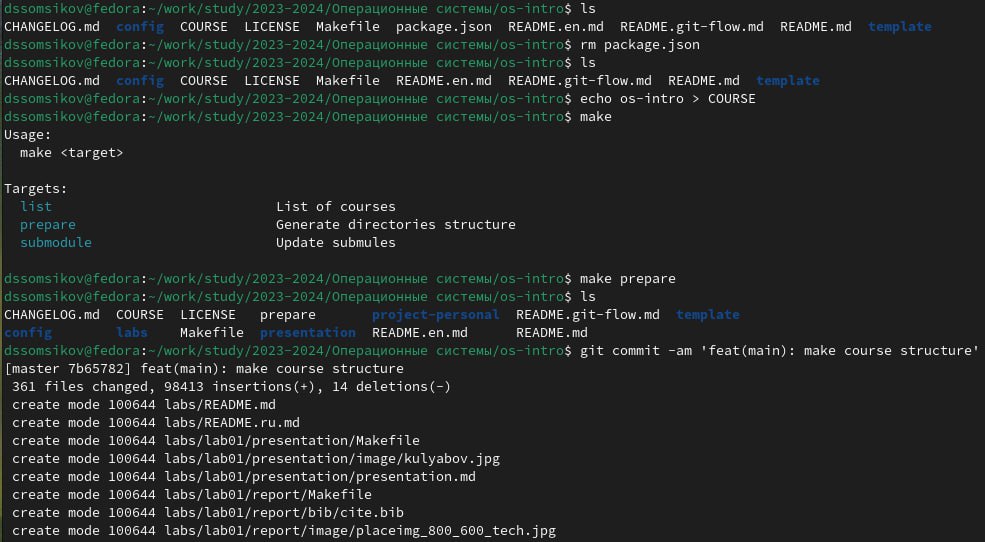 dssomsikov@fedora:~/work/study/2023-2024/Операционные системы/os-intro$ ls
CHANGELOG.md  config  COURSE  LICENSE  Makefile  package.json  README.en.md  README.git-flow.md  README.md  template
dssomsikov@fedora:~/work/study/2023-2024/Операционные системы/os-intro$ rm package.json
dssomsikov@fedora:~/work/study/2023-2024/Операционные системы/os-intro$ ls
CHANGELOG.md  config  COURSE  LICENSE  Makefile  README.en.md  README.git-flow.md  README.md  template
dssomsikov@fedora:~/work/study/2023-2024/Операционные системы/os-intro$ echo os-intro > COURSE
dssomsikov@fedora:~/work/study/2023-2024/Операционные системы/os-intro$ make
Usage:
  make <target>

Targets:
  list                            List of courses
  prepare                         Generate directories structure
  submodule                       Update submules

dssomsikov@fedora:~/work/study/2023-2024/Операционные системы/os-intro$ make prepare
dssomsikov@fedora:~/work/study/2023-2024/Операционные системы/os-intro$ ls
CHANGELOG.md  COURSE  LICENSE   prepare       project-personal  README.git-flow.md  template
config        labs    Makefile  presentation  README.en.md      README.md
dssomsikov@fedora:~/work/study/2023-2024/Операционные системы/os-intro$ git commit -am 'feat(main): make course structure'
[master 7b65782] feat(main): make course structure
 361 files changed, 98413 insertions(+), 14 deletions(-)
 create mode 100644 labs/README.md
 create mode 100644 labs/README.ru.md
 create mode 100644 labs/lab01/presentation/Makefile
 create mode 100644 labs/lab01/presentation/image/kulyabov.jpg
 create mode 100644 labs/lab01/presentation/presentation.md
 create mode 100644 labs/lab01/report/Makefile
 create mode 100644 labs/lab01/report/bib/cite.bib
 create mode 100644 labs/lab01/report/image/placeimg_800_600_tech.jpg